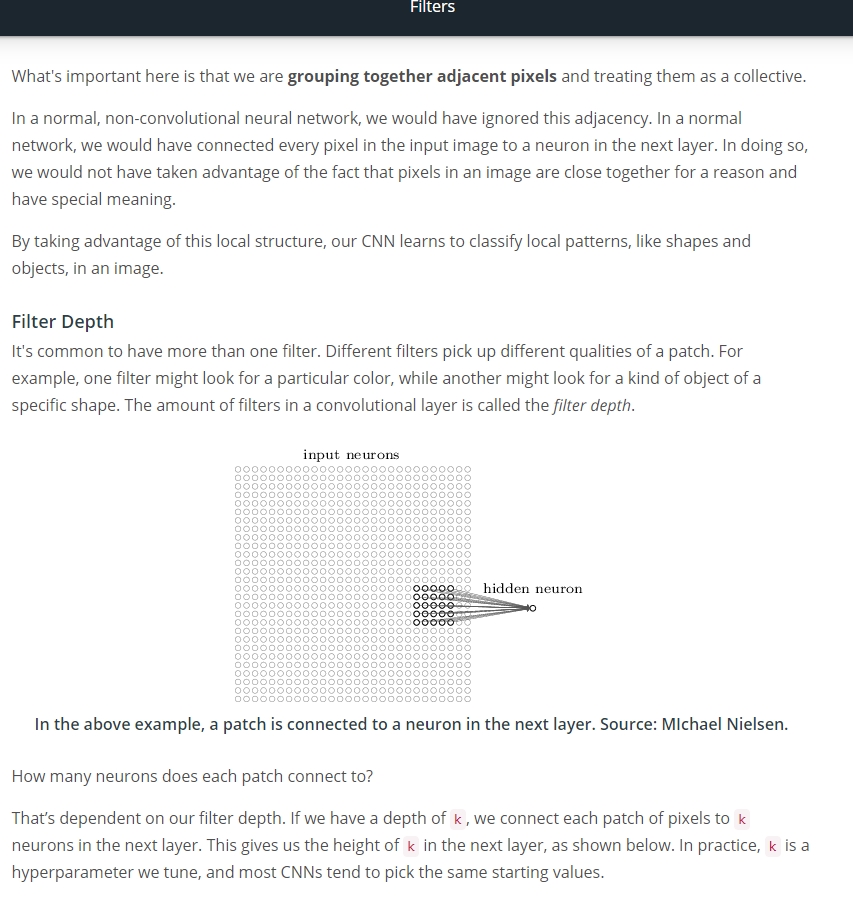 Filters
What's important here is that we are grouping together adjacent pixels and treating them as a collective.
In a normal, non-convolutional neural network, we would have ignored this adjacency. In a normal
network, we would have connected every pixel in the input image to a neuron in the next layer. In doing so,
we would not have taken advantage of the fact that pixels in an image are close together for a reason and
have special meaning.
By taking advantage of this local structure, our CNN learns to classify local patterns, like shapes and
objects, in an image.
Filter Depth
It's common to have more than one filter. Different filters pick up different qualities of a patch. For
example, one filter might look for a particular color, while another might look for a kind of object of a
specific shape. The amount of filters in a convolutional layer is called the filter depth.
input neurons
hidden neuron
In the above example, a patch is connected to a neuron in the next layer. Source: MIchael Nielsen.
How many neurons does each patch connect to?
That’s dependent on our filter depth. If we have a depth of k, we connect each patch of pixels to k
neurons in the next layer. This gives us the height of k in the next layer, as shown below. In practice, k is a
hyperparameter we tune, and most CNNs tend to pick the same starting values.